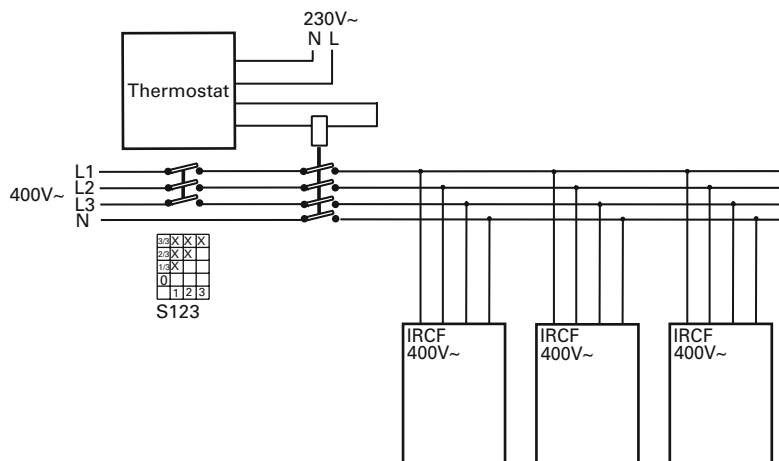 230V~
N L
Thermostat
400V~
L1
L2
L3
N
3/3 X X X
2/3 X X
1/3 X
0
1 2 3
S123
IRCF
400V~
IRCF
400V~
IRCF
400V~